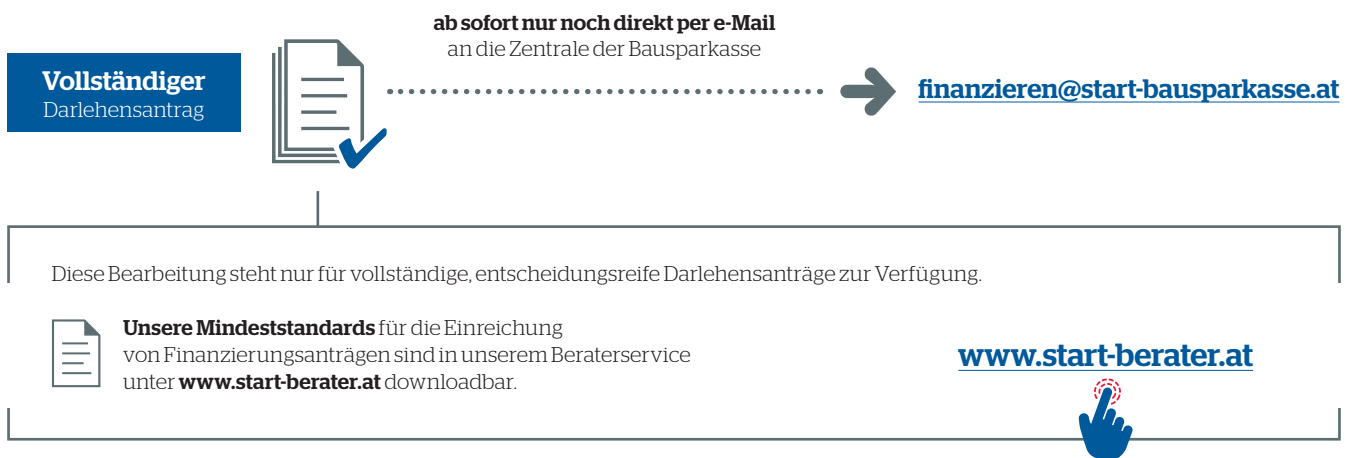 ab sofort nur noch direkt per e-Mail
an die Zentrale der Bausparkasse
Vollständiger
Darlehensantrag
finanzieren@start-bausparkasse.at
Diese Bearbeitung steht nur für vollständige, entscheidungsreife Darlehensanträge zur Verfügung.
Unsere Mindeststandards für die Einreichung
von Finanzierungsanträgen sind in unserem Beraterservice
unter www.start-berater.at downloadbar.
www.start-berater.at